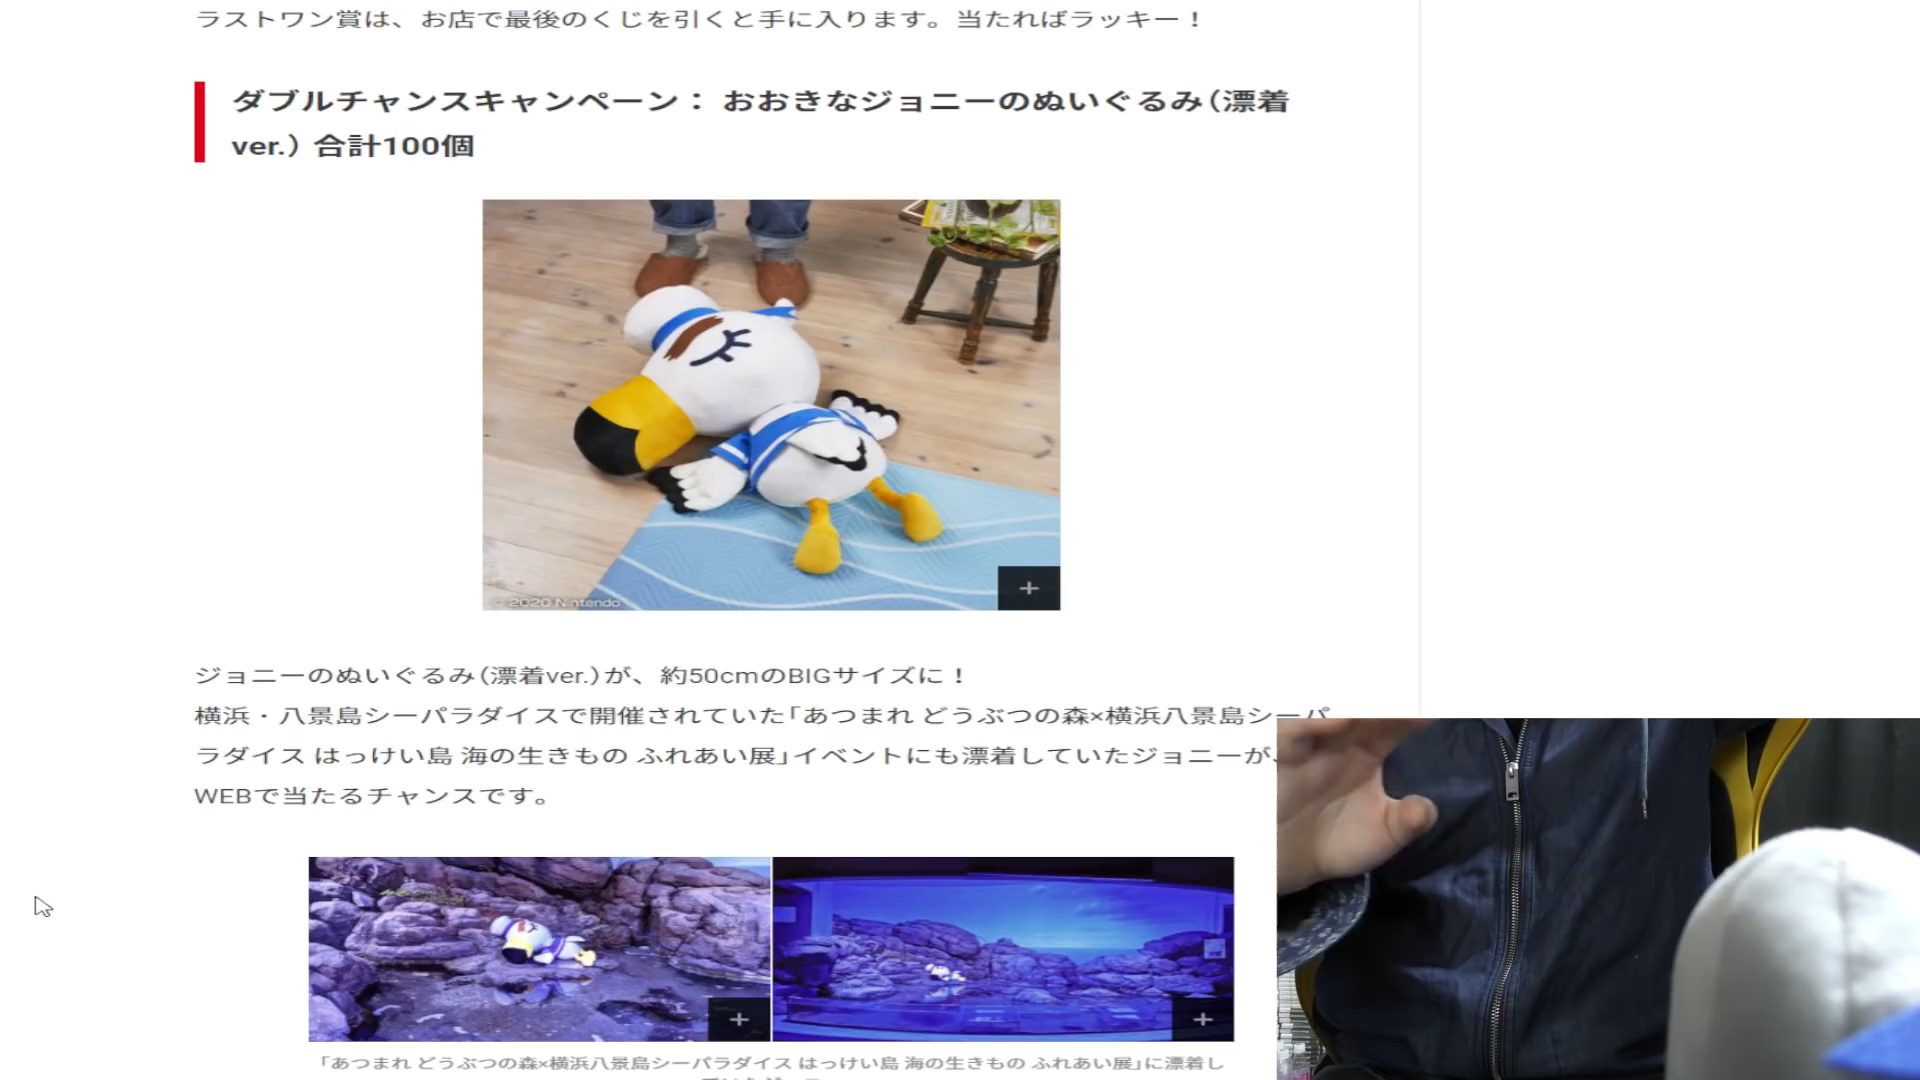 ラストワン賞は、お店で最後のくじを引くと手に入ります。当たればラッキー！
ダブルチャンスキャンペーン： おおきなジョニーのぬいぐるみ（漂着
ver.） 合計100個
© 2020 Nintendo
ジョニーのぬいぐるみ（漂着ver.）が、約50cmのBIGサイズに！
横浜・八景島シーパラダイスで開催されていた「あつまれ どうぶつの森×横浜八景島シーパ
ラダイス はっけい島 海の生きもの ふれあい展」イベントにも漂着していたジョニーが、
WEBで当たるチャンスです。
「あつまれ どうぶつの森×横浜八景島シーパラダイス はっけい島 海の生きもの ふれあい展」に漂着し